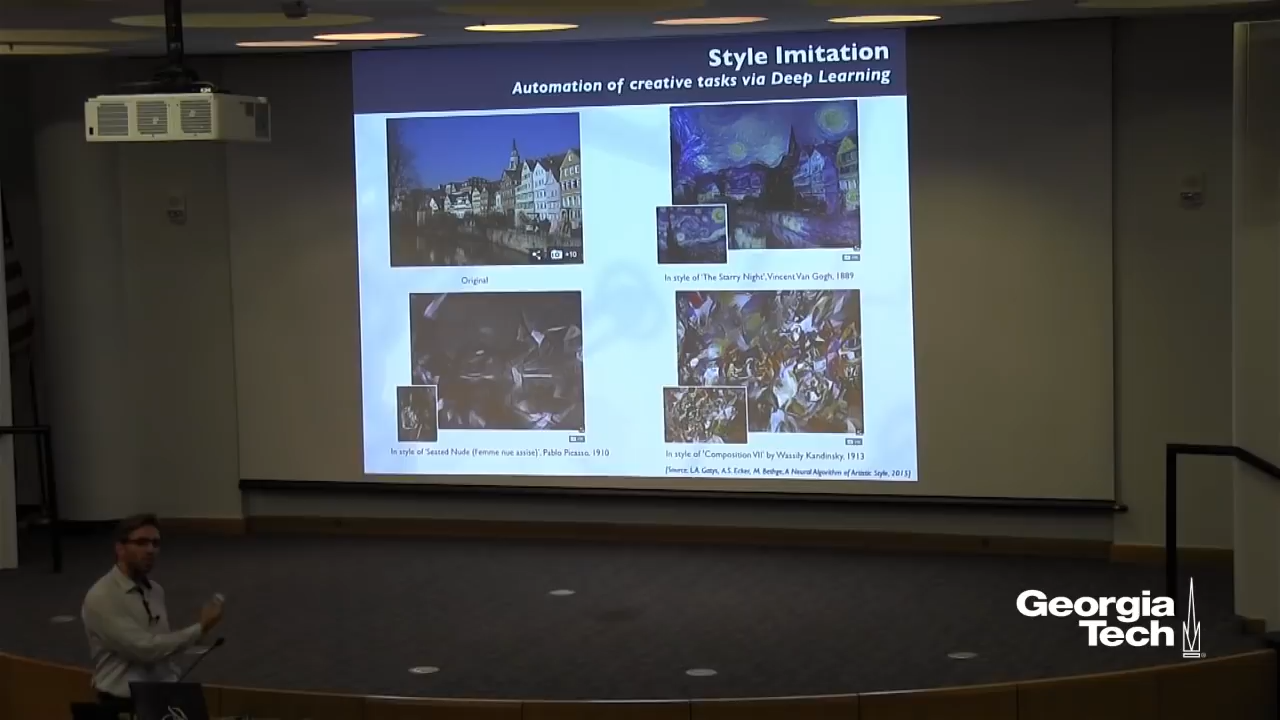 Style Imitation
Automation of creative tasks via Deep Learning
+10
Original
In style of 'The Starry Night', Vincent Van Gogh, 1889
In style of 'Seated Nude (femme nue assise)', Pablo Picasso, 1910
In style of 'Composition VII' by Wassily Kandinsky, 1913
[Source: L.A. Gatys, A.S. Ecker, M. Bethge, A Neural Algorithm of Artistic Style, 2015]
Georgia
Tech